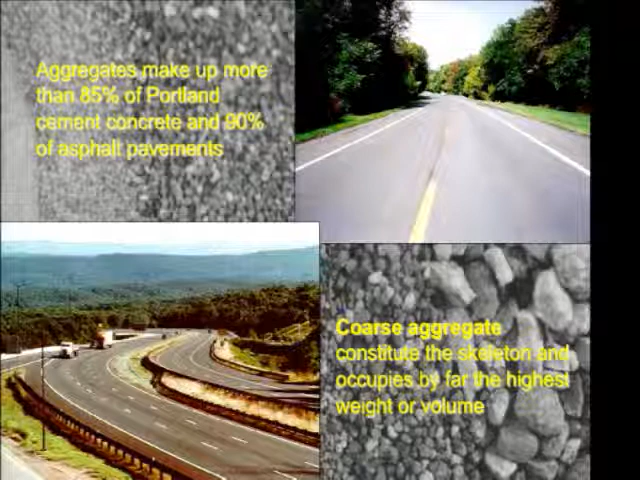 Aggregates make up more
than 85% of Portland
cement concrete and 90%
of asphalt pavements
Coarse aggregate
constitute the skeleton and
occupies by far the highest
weight or volume